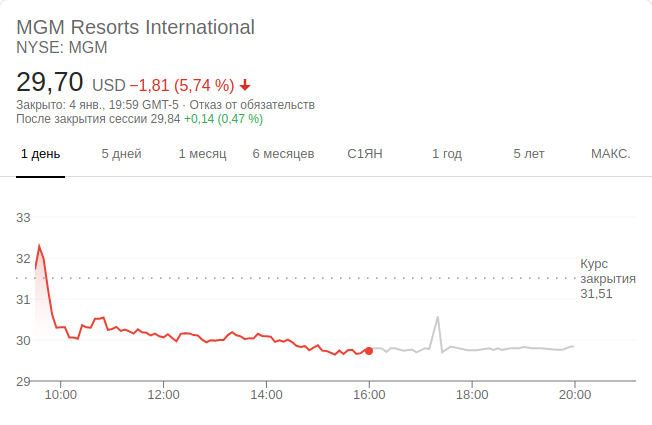 MGM Resorts International
NYSE: MGM
29,70 USD −1,81 (5,74 %)
Закрыто: 4 янв., 19:59 GMT-5 · Отказ от обязательств
После закрытия сессии 29,84 +0,14 (0,47 %)
1 день 5 дней 1 месяц 6 месяцев С1ЯН 1 год 5 лет МАКС.
33
32
Курс
закрытия
31,51
31
30
29
10:00 12:00 14:00 16:00 18:00 20:00